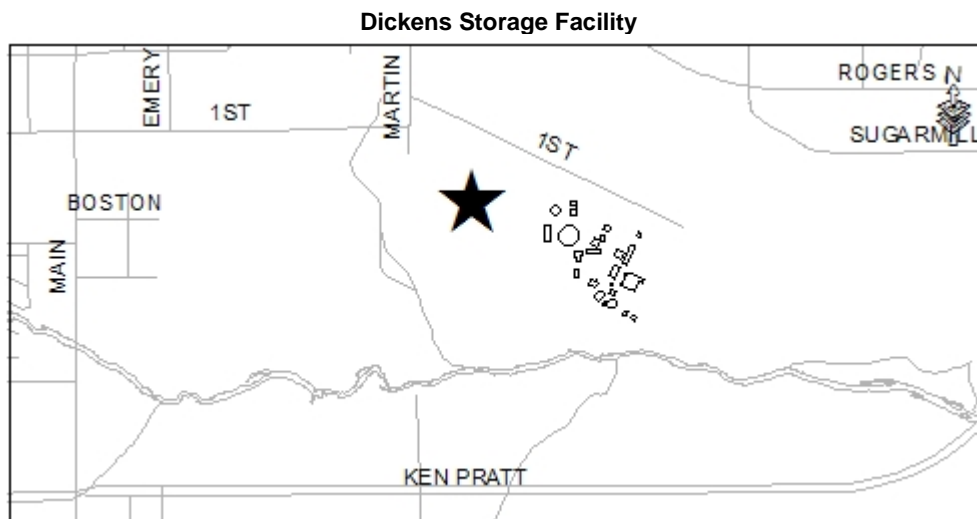 Dickens Storage Facility
EMERY
MARTIN
ROGERS
N
1ST
1ST
SUGARMILL
BOSTON
MAIN
KEN PRATT